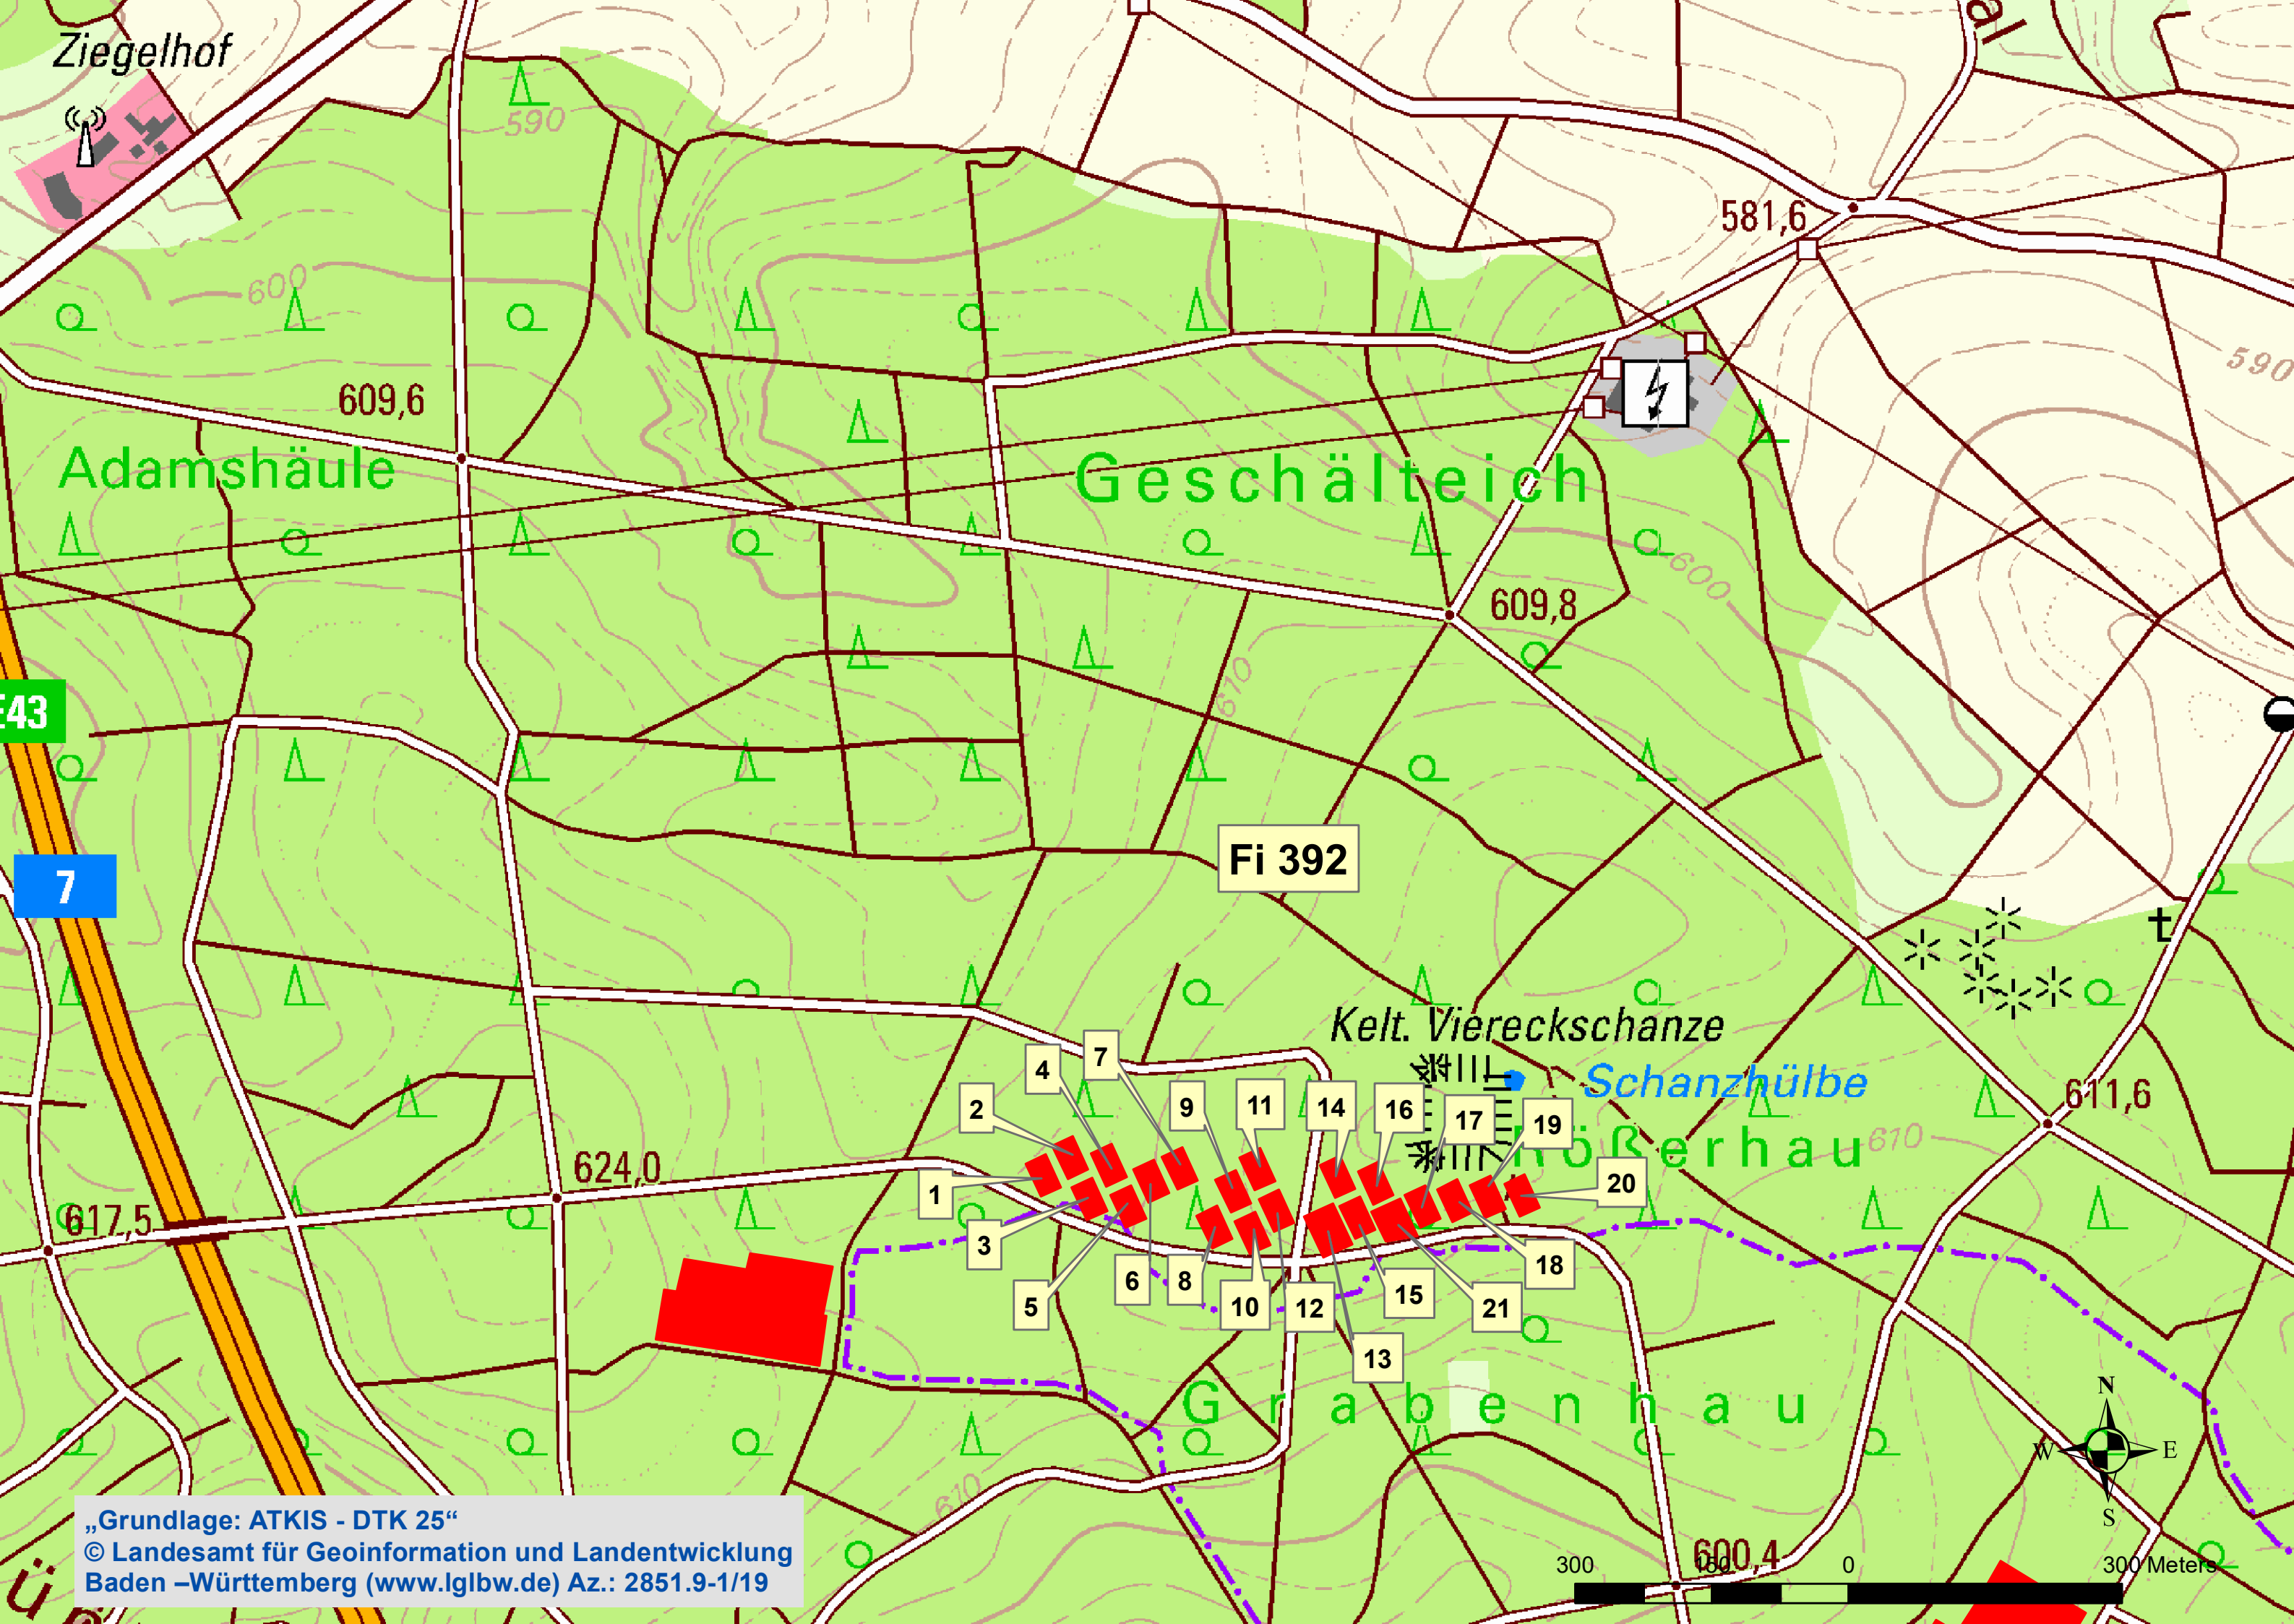 Ziegelhof
al
590
581,6
600
590
609,6
Adamshäule
Geschälteich
600
609,8
610
E43
7
Fi 392
Kelt. Viereckschanze
Schanzhülbe
611,6
4
7
2
9
11
14
16
17
19
ößerhau
610
624,0
1
20
617,5
3
18
6
8
5
10
12
15
21
13
Grabenhau
N
W
E
S
610
„Grundlage: ATKIS - DTK 25“
© Landesamt für Geoinformation und Landentwicklung
Baden –Württemberg (www.lglbw.de) Az.: 2851.9-1/19
600,4
300
150
0
300 Meters